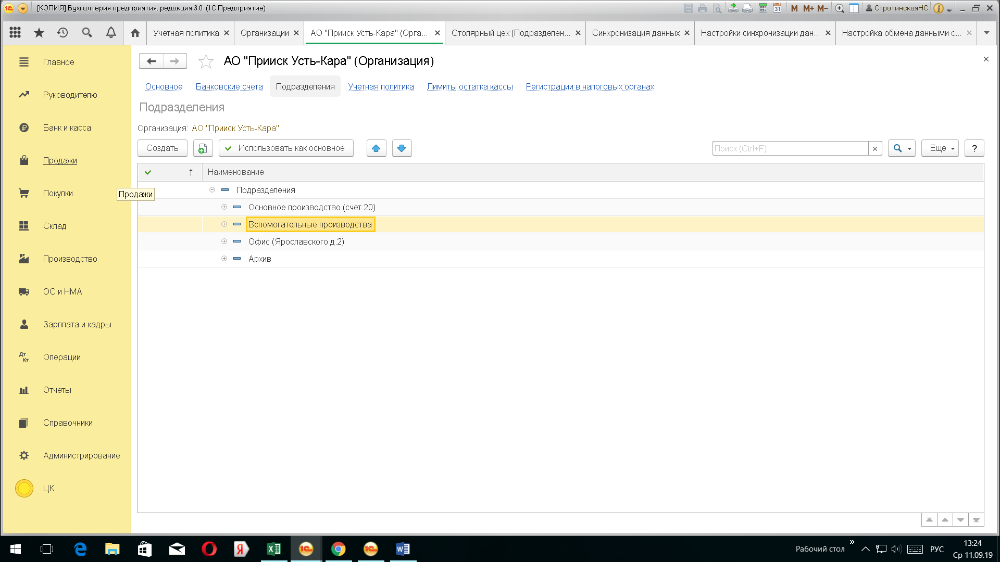 [КОПИЯ] Бухгалтерия предприятия, редакция 3.0 (1С:Предприятие)
31
M M+ M−
СтратинскаяНС
Учетная политика
Организации
АО "Прииск Усть-Кара" (Орга...
Столярный цех (Подразделен...
Синхронизация данных
Настройки синхронизации дан...
Настройка обмена данными с...
Главное
Руководителю
Банк и касса
Продажи
Покупки
Склад
Производство
ОС и НМА
Зарплата и кадры
Дт
Кт
Операции
Отчеты
Справочники
Администрирование
ЦК
Продажи
АО "Прииск Усть-Кара" (Организация)
Основное
Банковские счета
Подразделения
Учетная политика
Лимиты остатка кассы
Регистрации в налоговых органах
Подразделения
Организация: АО "Прииск Усть-Кара"
Создать
Использовать как основное
Поиск (Ctrl+F)
Еще
?
Наименование
Подразделения
Основное производство (счет 20)
Вспомогательные производства
Офис (Ярославского д.2)
Архив
Рабочий стол
РУС
13:24
Ср 11.09.19